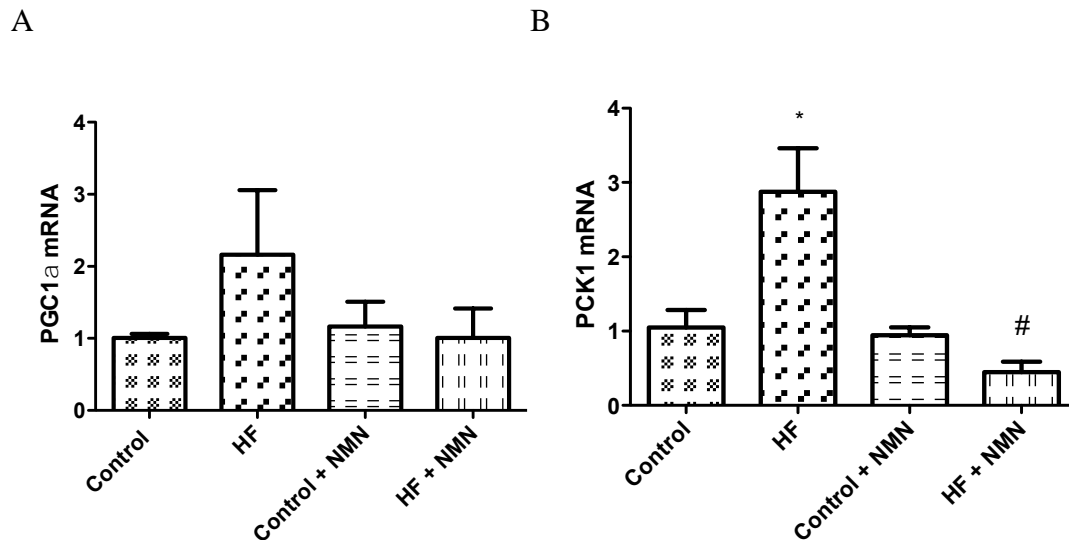 A
B
4
3
2
1
0
PGC1a mRNA
Control
HF
Control + NMN
HF + NMN
4
3
2
1
0
PCK1 mRNA
*
#
Control
HF
Control + NMN
HF + NMN